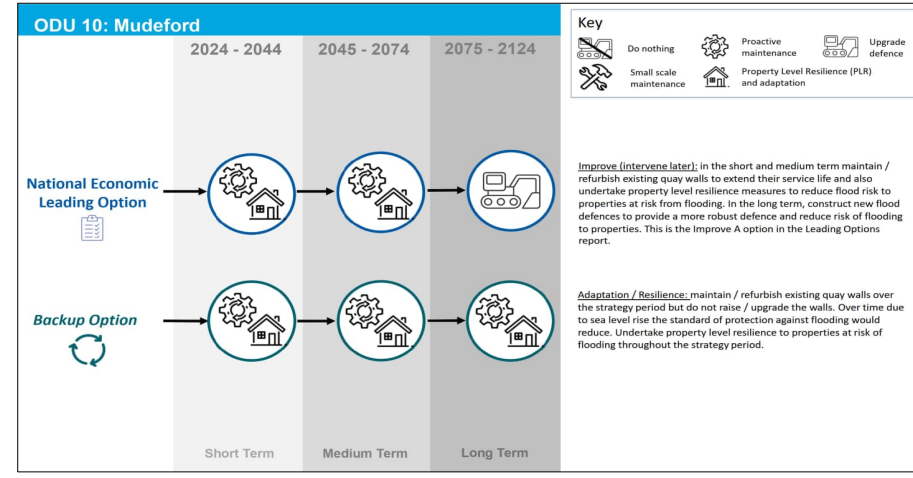 ODU 10: Mudeford
2024 - 2044
2045 - 2074
2075 - 2124
National Economic
Leading Option
Backup Option
Short Term
Medium Term
Long Term
Key
Do nothing
Proactive
maintenance
Upgrade
defence
Small scale
maintenance
Property Level Resilience (PLR)
and adaptation
Improve (intervene later): in the short and medium term maintain /
refurbish existing quay walls to extend their service life and also
undertake property level resilience measures to reduce flood risk to
properties at risk from flooding. In the long term, construct new flood
defences to provide a more robust defence and reduce risk of flooding
to properties. This is the Improve A option in the Leading Options
report.
Adaptation / Resilience: maintain / refurbish existing quay walls over
the strategy period but do not raise / upgrade the walls. Over time due
to sea level rise the standard of protection against flooding would
reduce. Undertake property level resilience to properties at risk of
flooding throughout the strategy period.